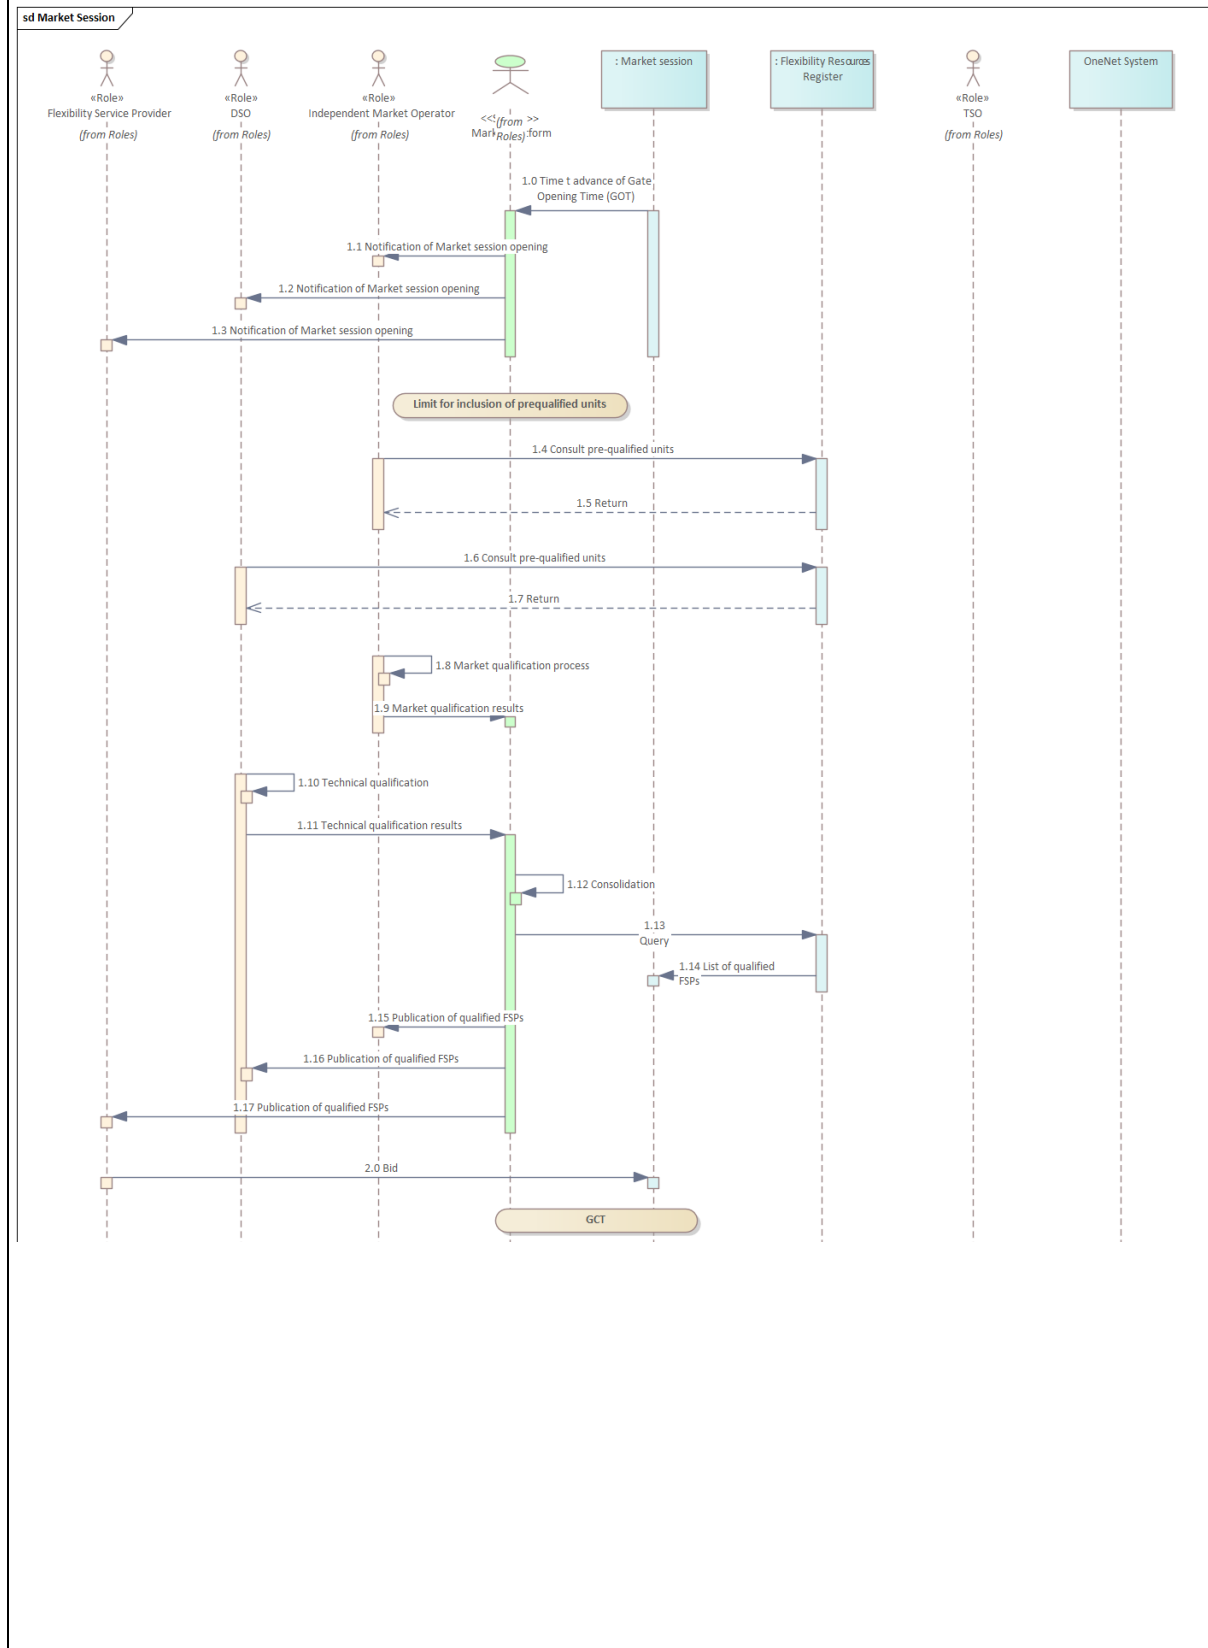 sd Market Session
«Role»
Flexibility Service Provider
(from Roles)
«Role»
DSO
(from Roles)
«Role»
Independent Market Operator
(from Roles)
(from
Roles)
: Market session
: Flexibility Resources
Register
«Role»
TSO
(from Roles)
OneNet System
1.0 Time t advance of Gate
Opening Time (GOT)
1.1 Notification of Market session opening
1.2 Notification of Market session opening
1.3 Notification of Market session opening
Limit for inclusion of prequalified units
1.4 Consult pre-qualified units
1.5 Return
1.6 Consult pre-qualified units
1.7 Return
1.8 Market qualification process
1.9 Market qualification results
1.10 Technical qualification
1.11 Technical qualification results
1.12 Consolidation
1.13
Query
1.14 List of qualified
FSPs
1.15 Publication of qualified FSPs
1.16 Publication of qualified FSPs
1.17 Publication of qualified FSPs
2.0 Bid
GCT